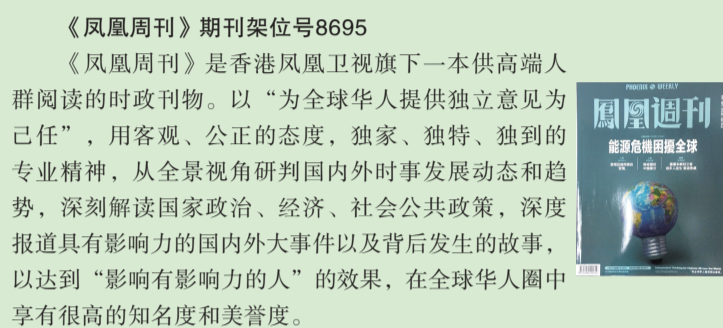 《凤凰周刊》期刊架位号8695
《凤凰周刊》是香港凤凰卫视旗下一本供高端人
群阅读的时政刊物。以“为全球华人提供独立意见为
己任”，用客观、公正的态度，独家、独特、独到的
专业精神，从全景视角研判国内外时事发展动态和趋
势，深刻解读国家政治、经济、社会公共政策，深度
报道具有影响力的国内外大事件以及背后发生的故事，
以达到“影响有影响力的人”的效果，在全球华人圈中
享有很高的知名度和美誉度。
PHOENIX WEEKLY
鳳凰週刊
能源危機困擾全球